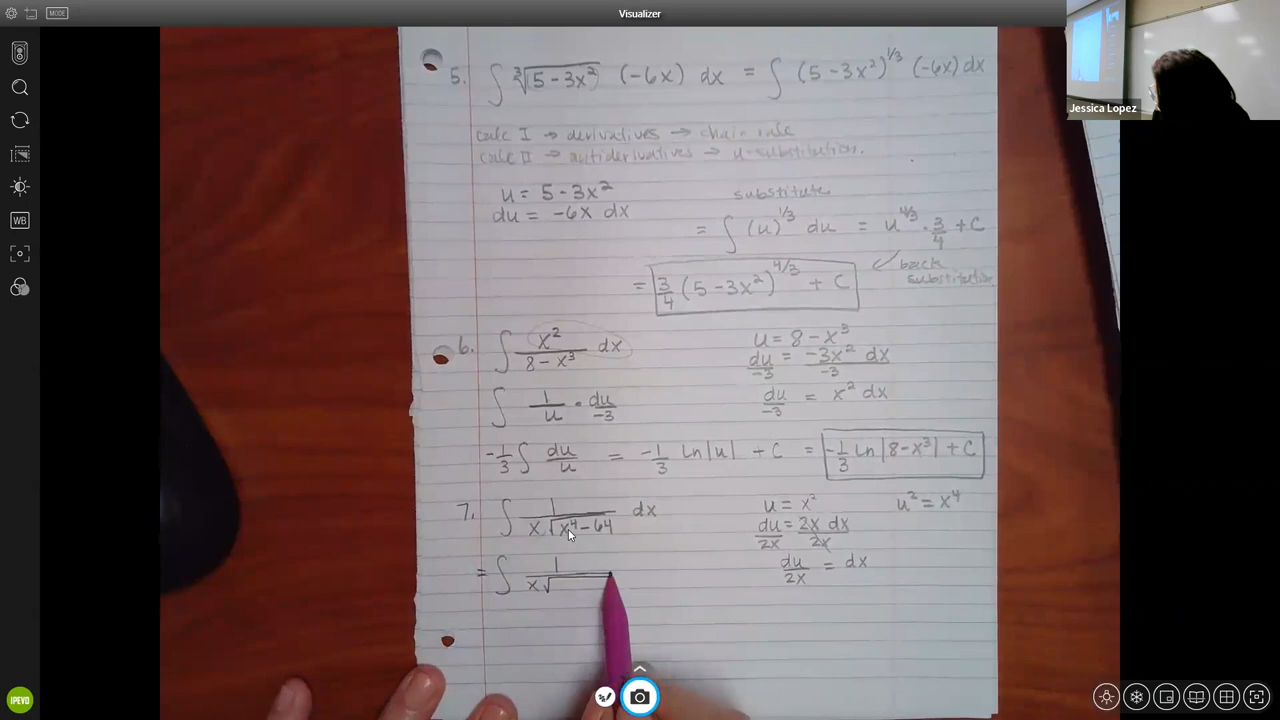 MODE
Visualizer
Jessica Lopez
5. ∫ ∛(5-3x²) (-6x) dx = ∫ (5-3x²)^1/3 (-6x) dx
calc I → derivatives → chain rule
calc II → antiderivatives → u-substitution.
u = 5-3x²
du = -6x dx
substitute
= ∫ (u)^1/3 du = u^4/3 · 3/4 + C
back
substitution
= 3/4 (5-3x²)^4/3 + C
6. ∫ x²/(8-x³) dx
u = 8-x³
du/-3 = -3x² dx/-3
∫ 1/u · du/-3
du/-3 = x² dx
-1/3 ∫ du/u = -1/3 Ln|u| + C = -1/3 Ln|8-x³| + C
7. ∫ 1/(x√(x⁴-64)) dx
u = x²
u² = x⁴
du/2x = 2x dx/2x
= ∫ 1/(x√
du/2x = dx
WB
IPEVO